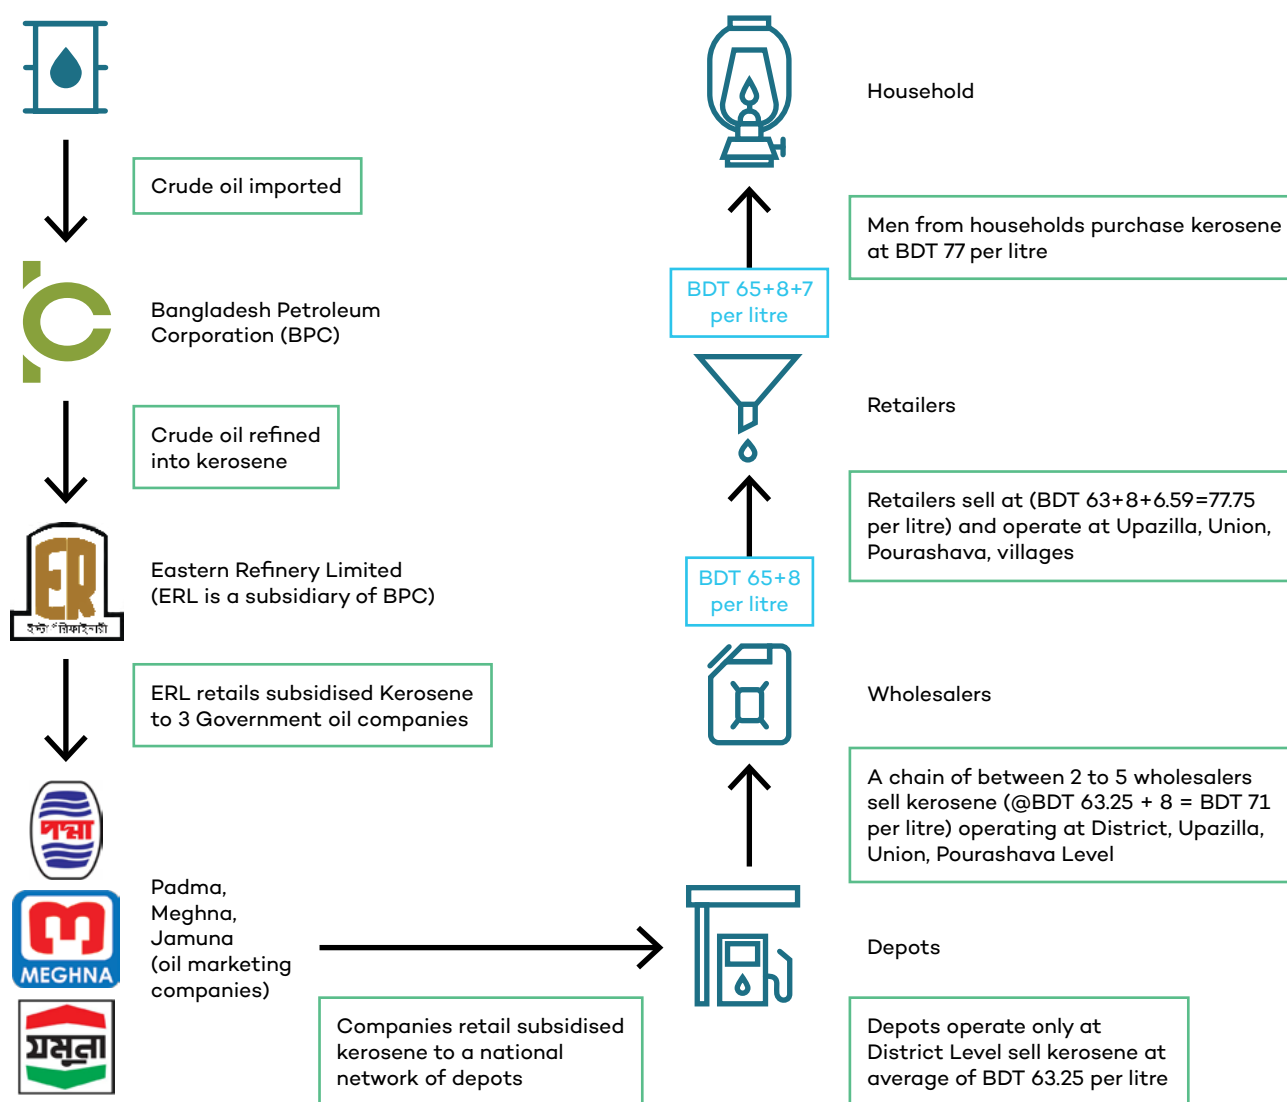 Crude oil imported
Bangladesh Petroleum
Corporation (BPC)
Crude oil refined
into kerosene
ইস্টার্ণ রিফাইনারী
Eastern Refinery Limited
(ERL is a subsidiary of BPC)
ERL retails subsidised Kerosene
to 3 Government oil companies
পদ্মা
MEGHNA
যমুনা
Padma,
Meghna,
Jamuna
(oil marketing
companies)
Companies retail subsidised
kerosene to a national
network of depots
Household
Men from households purchase kerosene
at BDT 77 per litre
BDT 65+8+7
per litre
Retailers
Retailers sell at (BDT 63+8+6.59=77.75
per litre) and operate at Upazilla, Union,
Pourashava, villages
BDT 65+8
per litre
Wholesalers
A chain of between 2 to 5 wholesalers
sell kerosene (@BDT 63.25 + 8 = BDT 71
per litre) operating at District, Upazilla,
Union, Pourashava Level
Depots
Depots operate only at
District Level sell kerosene at
average of BDT 63.25 per litre